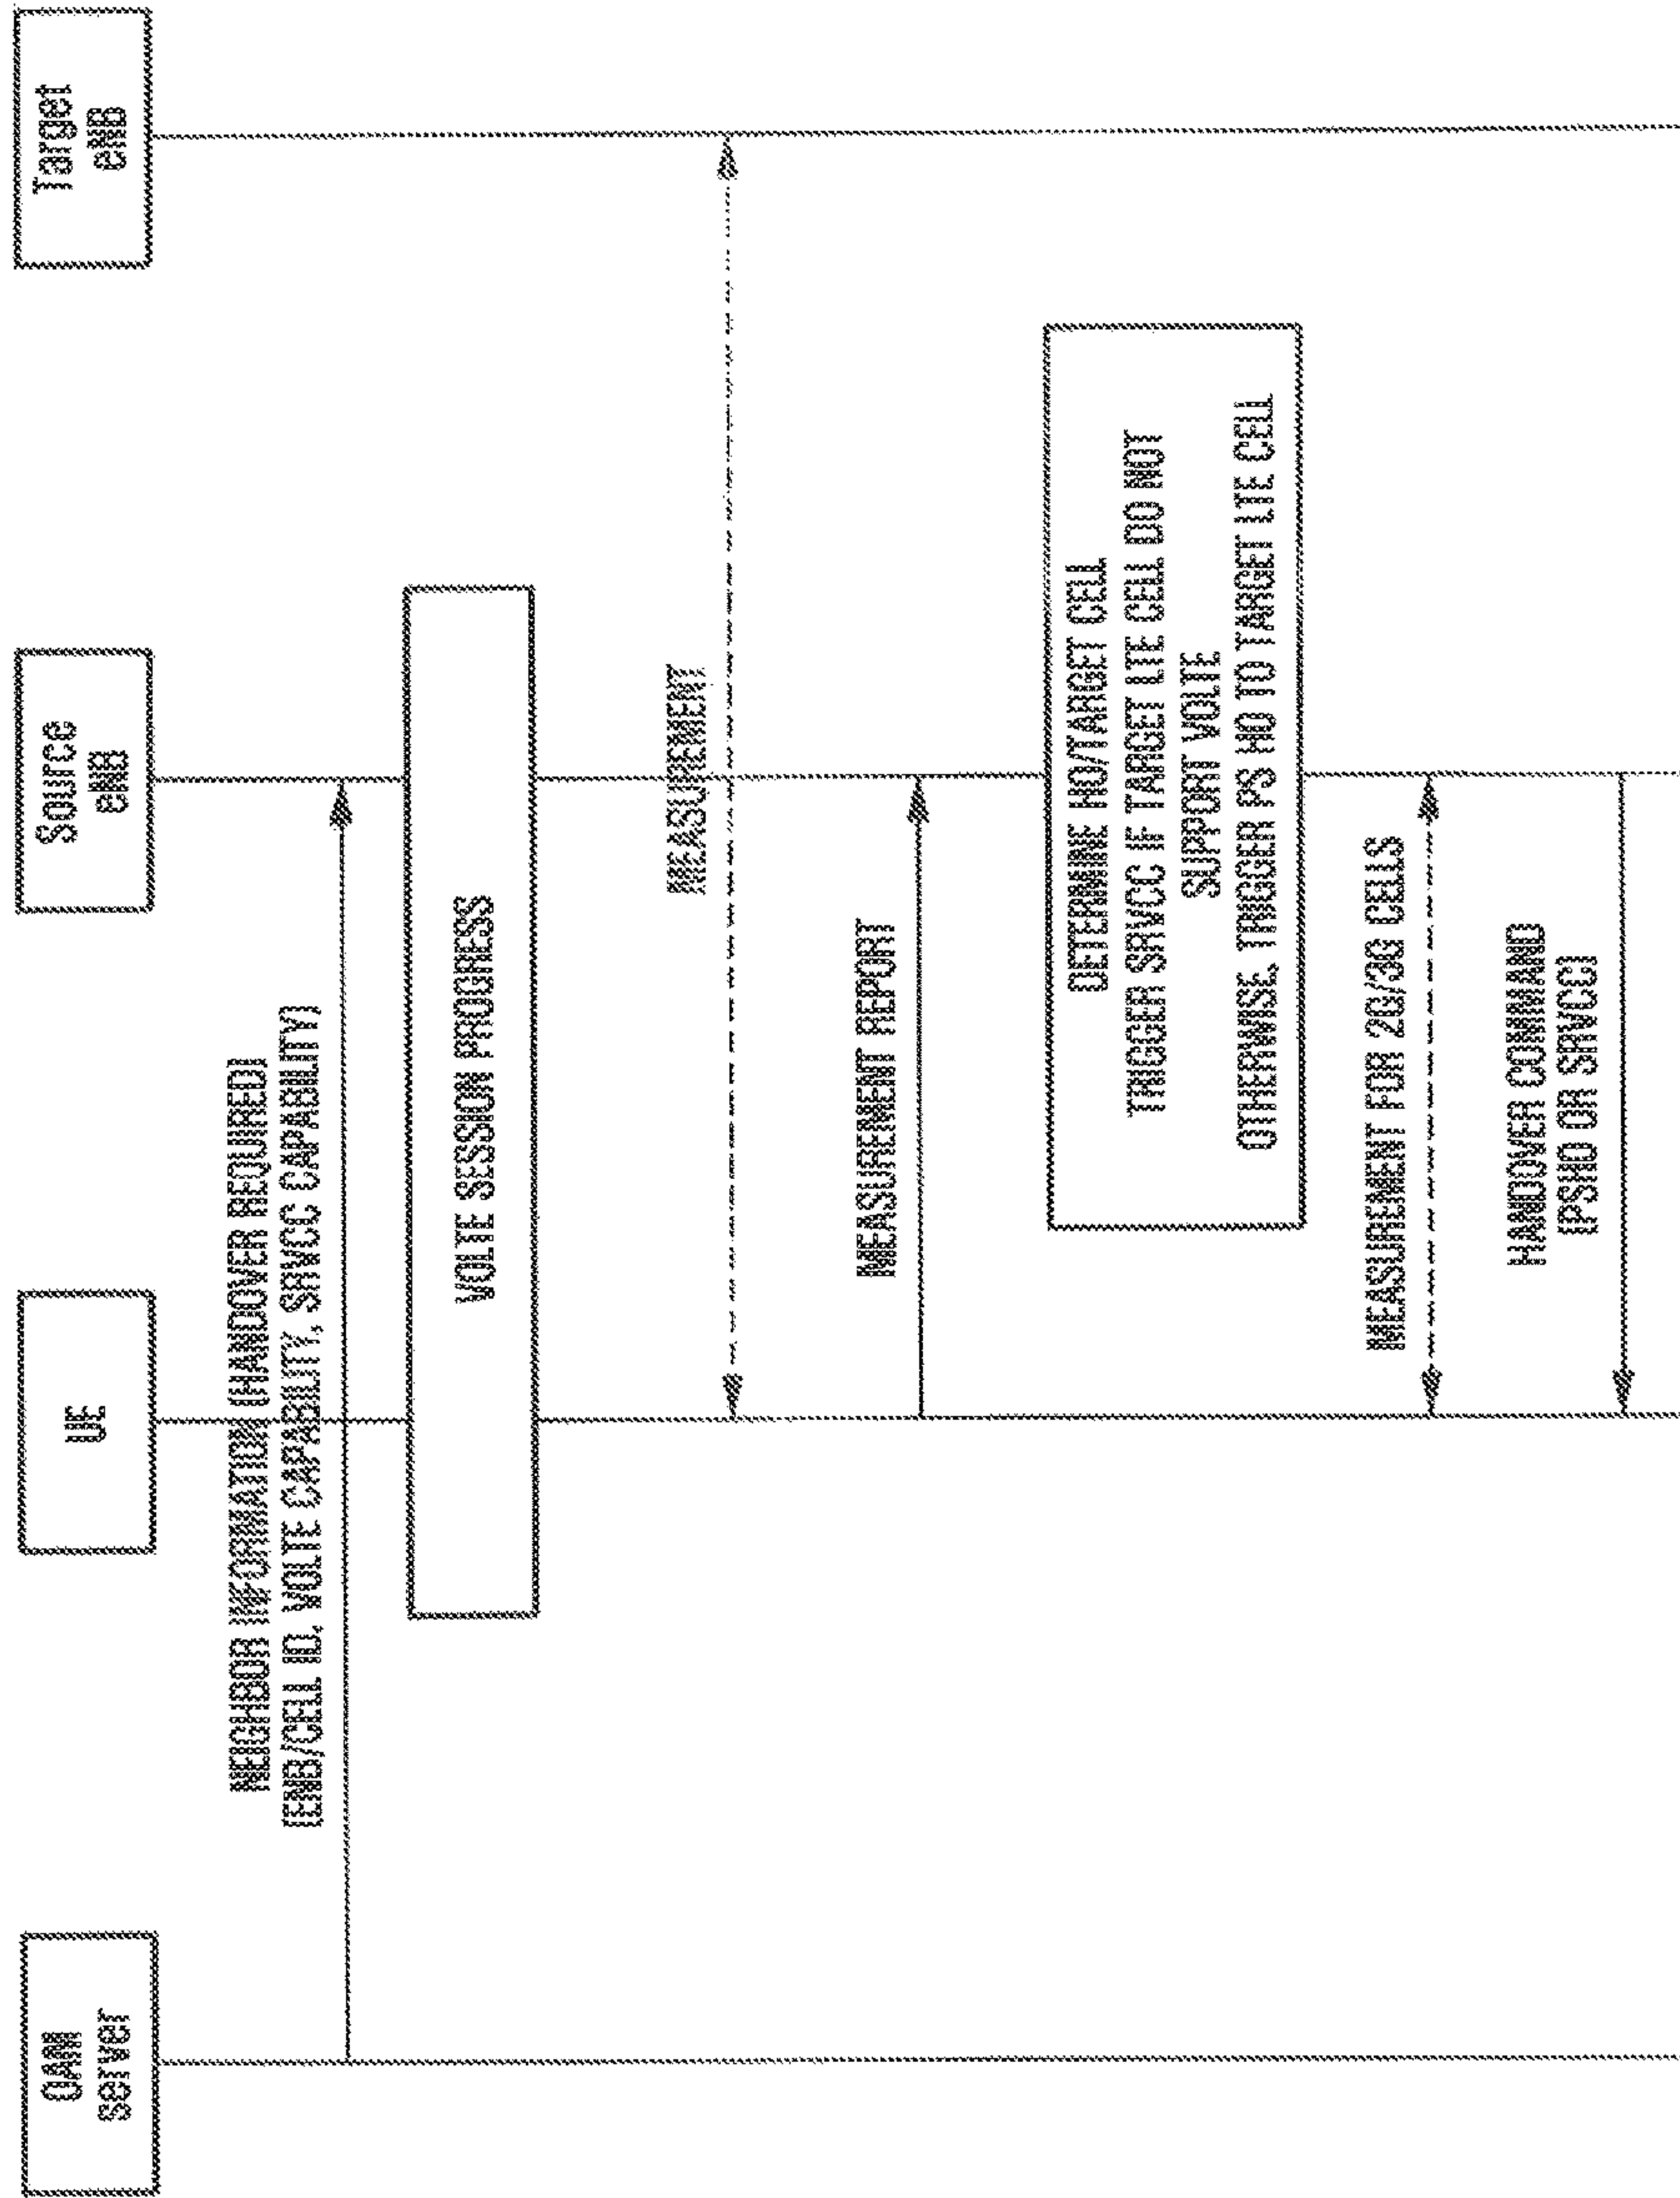 OAM
server
UE
Source
eNB
Target
eNB
NEIGHBOR INFORMATION (HANDOVER REQUIRED)
(ENB/CELL ID, VOLTE CAPABILITY, SRVCC CAPABILITY)
VOLTE SESSION PROGRESS
MEASUREMENT
MEASUREMENT REPORT
DETERMINE HO/TARGET CELL
TRIGGER SRVCC IF TARGET LTE CELL DO NOT
SUPPORT VOLTE
OTHERWISE, TRIGGER PS HO TO TARGET LTE CELL
MEASUREMENT FOR 2G/3G CELLS
HANDOVER COMMAND
(PSHO OR SRVCC)